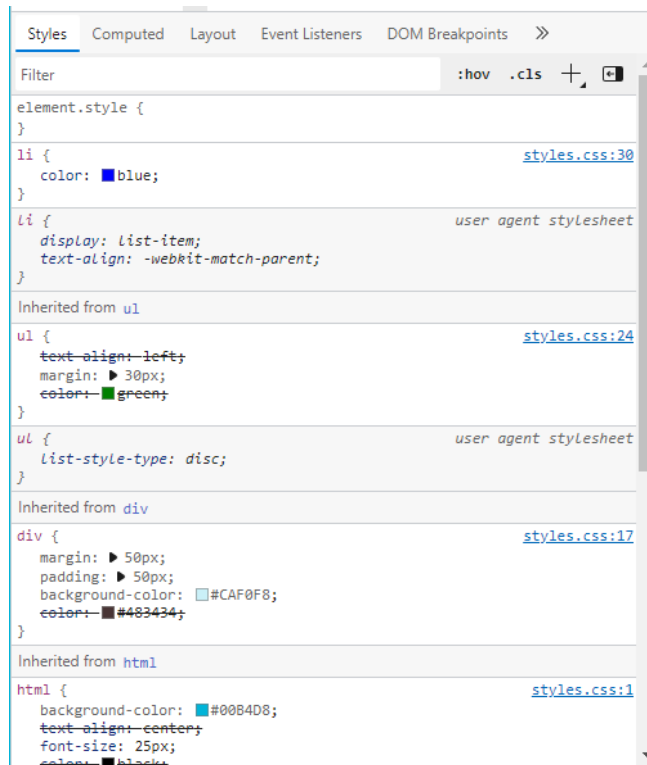 Styles Computed Layout Event Listeners DOM Breakpoints
Filter :hov .cls
element.style {
}
li { styles.css:30
color: blue;
}
li { user agent stylesheet
display: list-item;
text-align: -webkit-match-parent;
}
Inherited from ul
ul { styles.css:24
text-align: left;
margin: 30px;
color: green;
}
ul { user agent stylesheet
list-style-type: disc;
}
Inherited from div
div { styles.css:17
margin: 50px;
padding: 50px;
background-color: #CAF0F8;
color: #483434;
}
Inherited from html
html { styles.css:1
background-color: #00B4D8;
text-align: center;
font-size: 25px;
color: black;